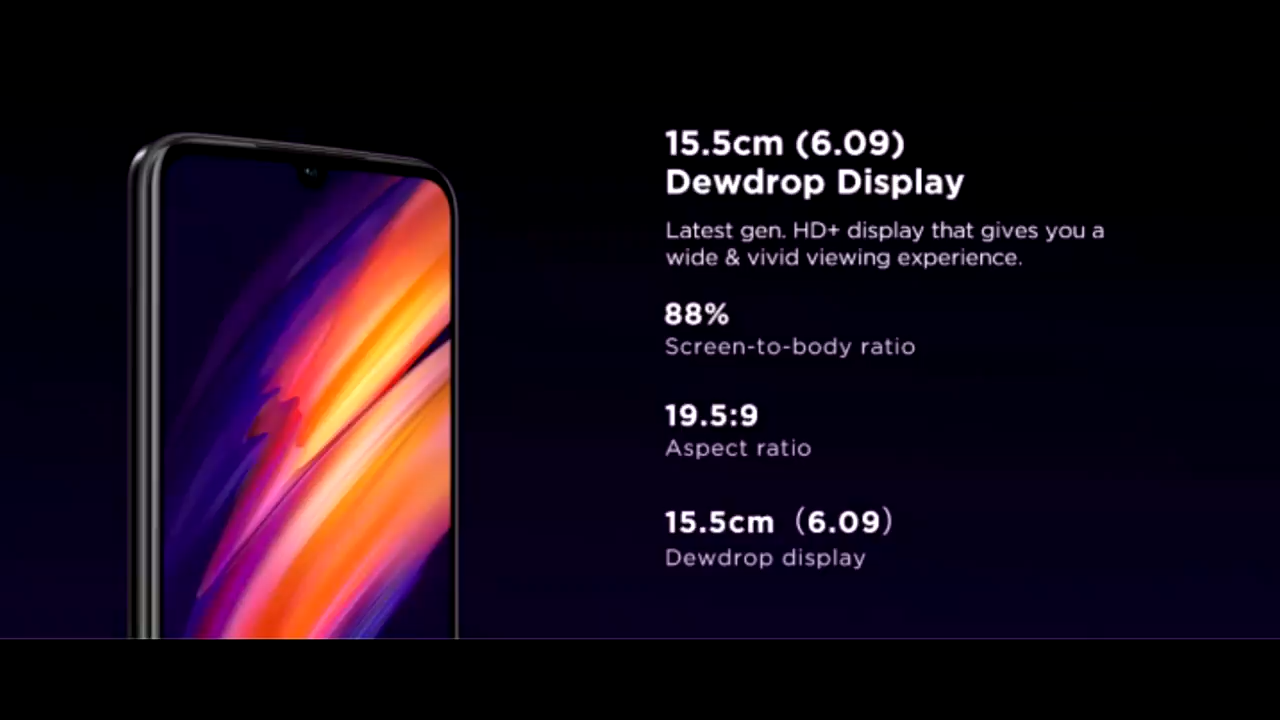 15.5cm (6.09)
Dewdrop Display
Latest gen. HD+ display that gives you a
wide & vivid viewing experience.
88%
Screen-to-body ratio
19.5:9
Aspect ratio
15.5cm（6.09）
Dewdrop display